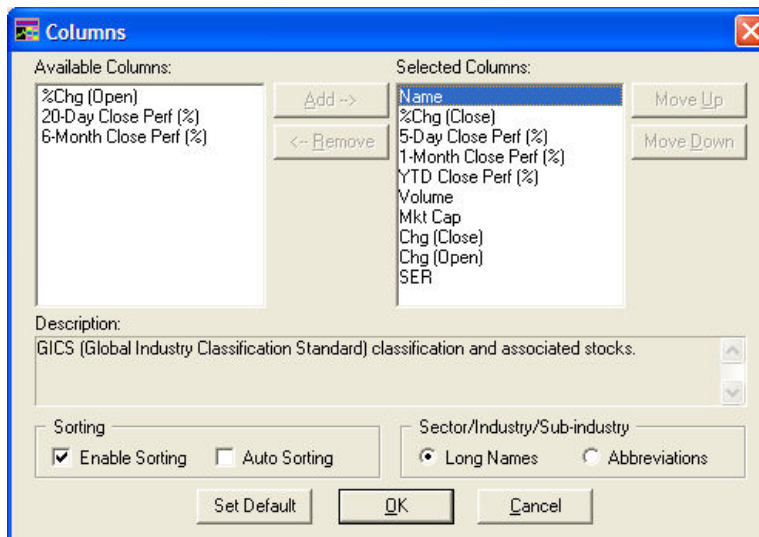 Columns
Available Columns:
%Chg (Open)
20-Day Close Perf (%)
6-Month Close Perf (%)
Add -->
<-- Remove
Selected Columns:
Name
%Chg (Close)
5-Day Close Perf (%)
1-Month Close Perf (%)
YTD Close Perf (%)
Volume
Mkt Cap
Chg (Close)
Chg (Open)
SER
Move Up
Move Down
Description:
GICS (Global Industry Classification Standard) classification and associated stocks.
Sorting
Enable Sorting
Auto Sorting
Sector/Industry/Sub-industry
Long Names
Abbreviations
Set Default
OK
Cancel